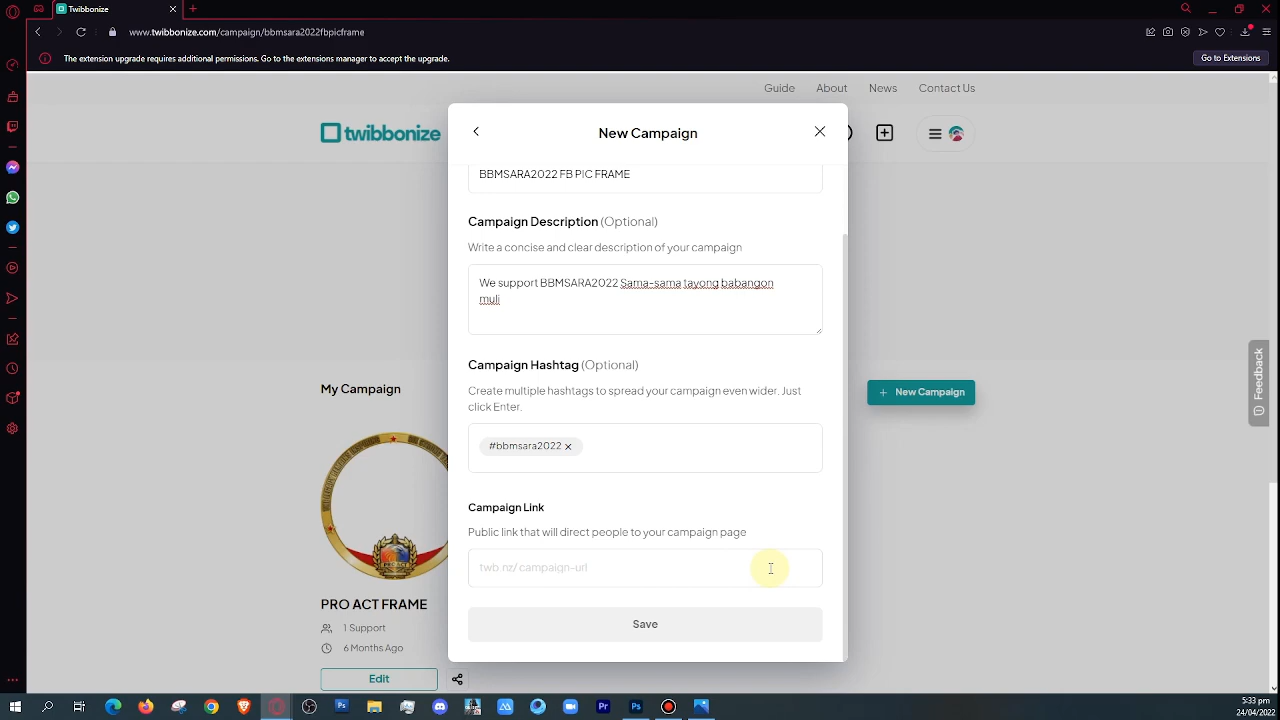 Twibbonize
www.twibbonize.com/campaign/bbmsara2022fbpicframe
The extension upgrade requires additional permissions. Go to the extensions manager to accept the upgrade.
Go to Extensions
Guide About News Contact Us
twibbonize
New Campaign
BBMSARA2022 FB PIC FRAME
Campaign Description (Optional)
Write a concise and clear description of your campaign
We support BBMSARA2022 Sama-sama tayong babangon
muli
Campaign Hashtag (Optional)
Create multiple hashtags to spread your campaign even wider. Just
click Enter.
#bbmsara2022
Campaign Link
Public link that will direct people to your campaign page
twb.nz/campaign-url
Save
My Campaign
New Campaign
Feedback
PRO ACT FRAME
1 Support
6 Months Ago
Edit
5:33 pm
24/04/2022